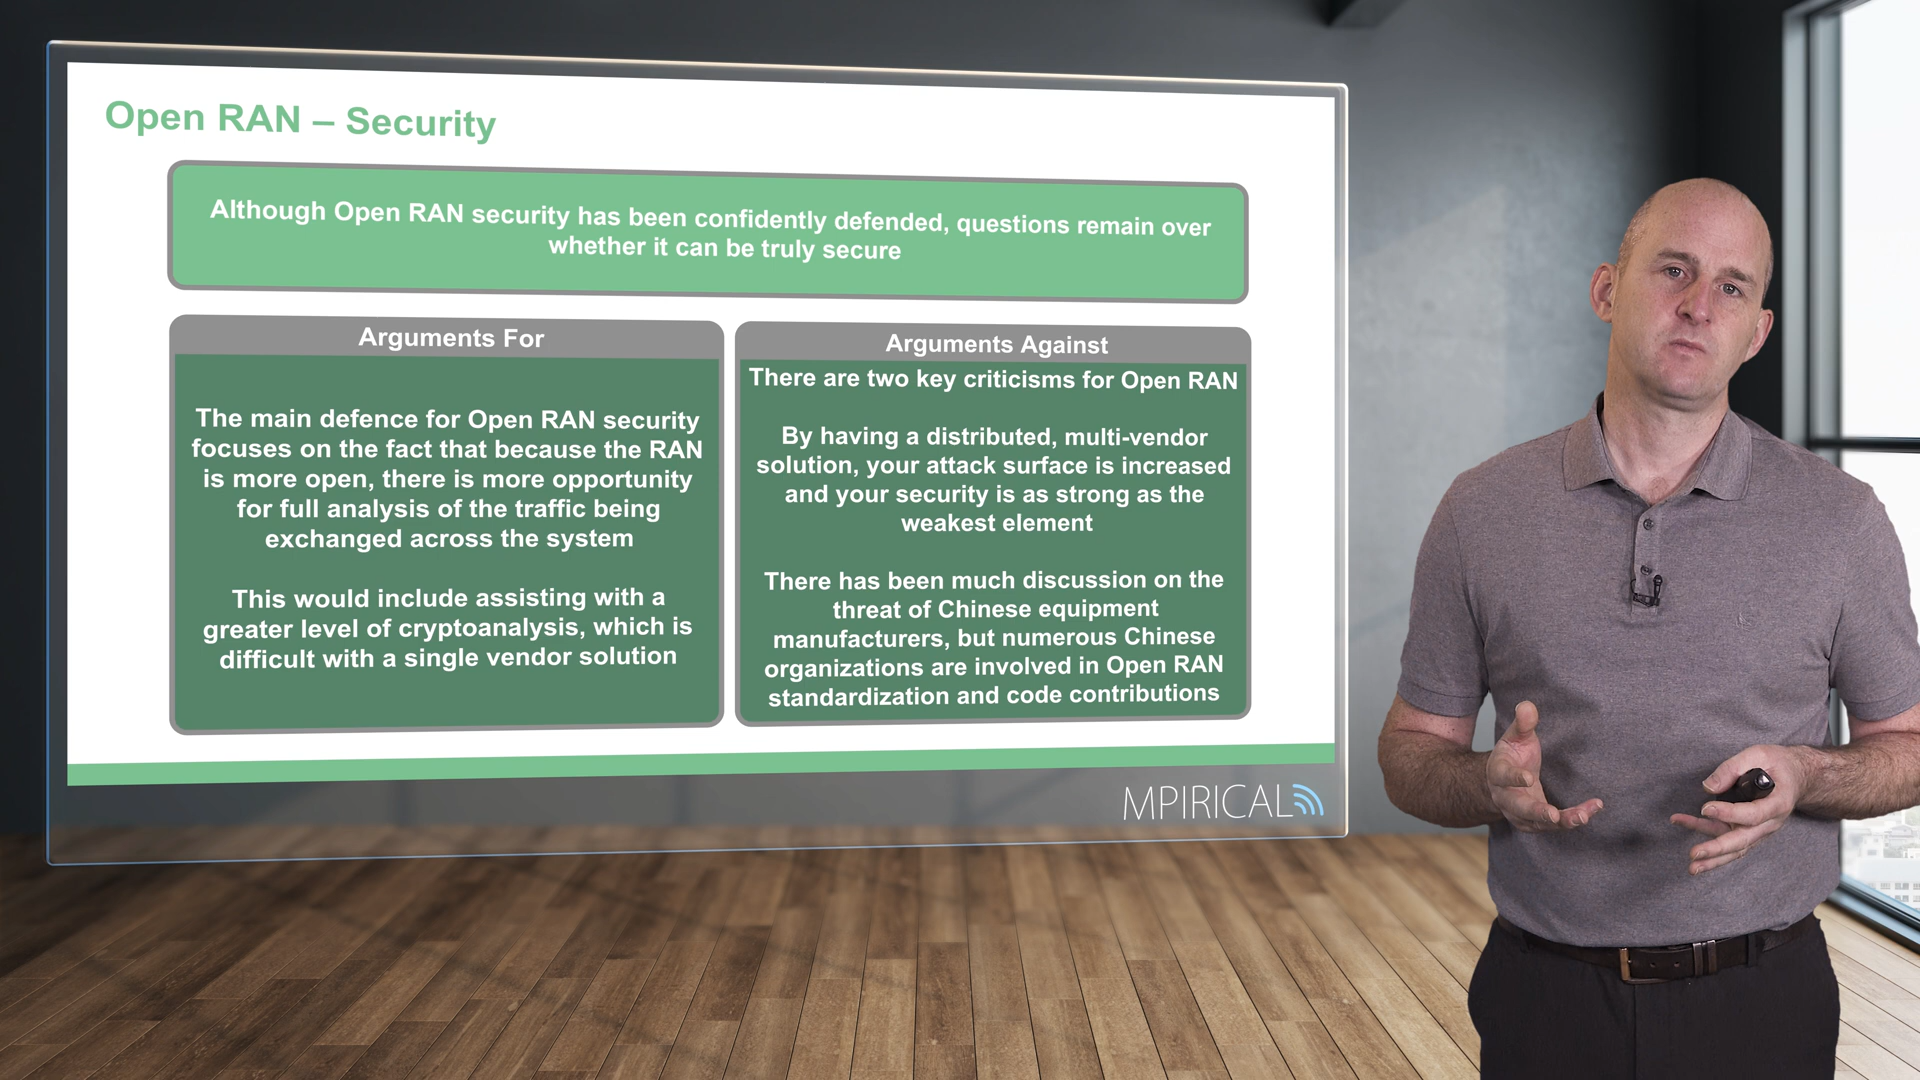 Open RAN – Security
Although Open RAN security has been confidently defended, questions remain over
whether it can be truly secure
Arguments For
The main defence for Open RAN security
focuses on the fact that because the RAN
is more open, there is more opportunity
for full analysis of the traffic being
exchanged across the system
This would include assisting with a
greater level of cryptoanalysis, which is
difficult with a single vendor solution
Arguments Against
There are two key criticisms for Open RAN
By having a distributed, multi-vendor
solution, your attack surface is increased
and your security is as strong as the
weakest element
There has been much discussion on the
threat of Chinese equipment
manufacturers, but numerous Chinese
organizations are involved in Open RAN
standardization and code contributions
MPIRICAL